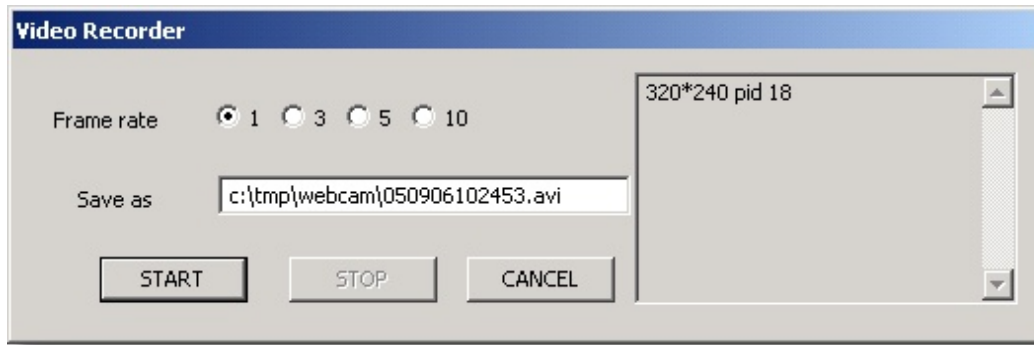 Video Recorder
Frame rate 1 3 5 10
320*240 pid 18
Save as c:\tmp\webcam\050906102453.avi
START STOP CANCEL